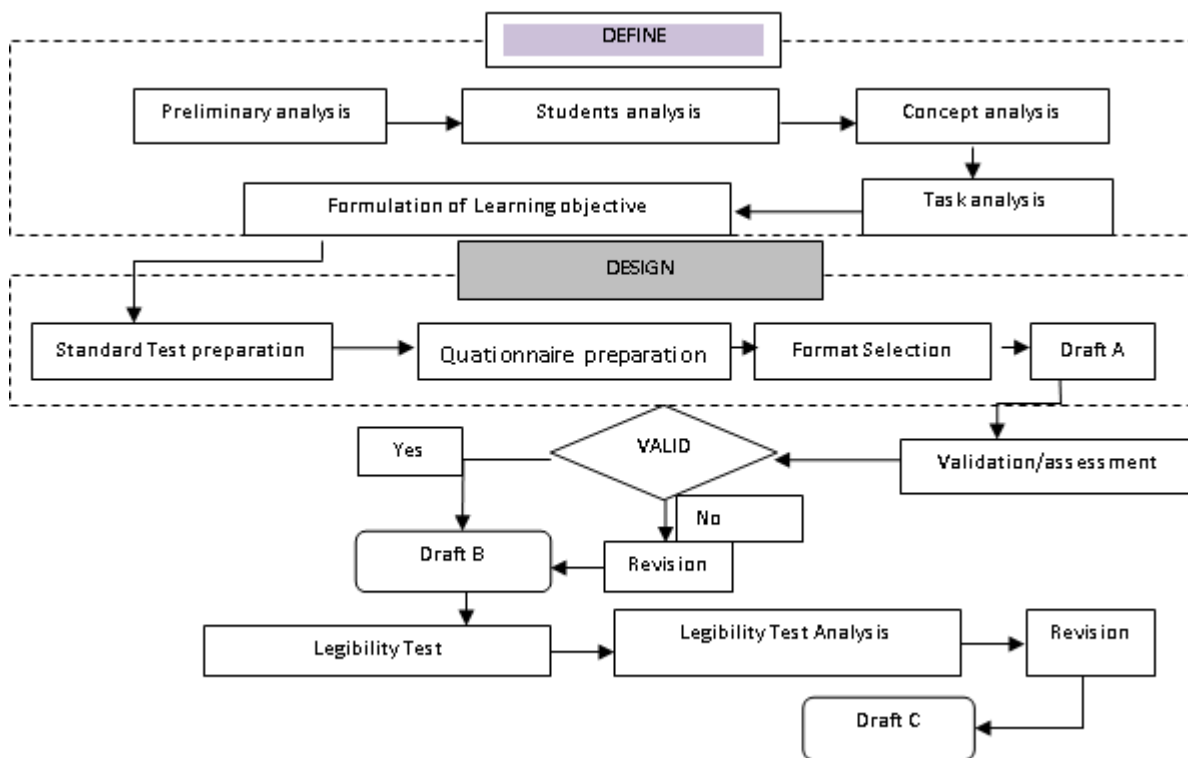 DEFINE
Preliminary analysis
Students analysis
Concept analysis
Formulation of Learning objective
Task analysis
DESIGN
Standard Test preparation
Quationnaire preparation
Format Selection
Draft A
Yes
VALID
Validation/assessment
No
Draft B
Revision
Legibility Test
Legibility Test Analysis
Revision
Draft C